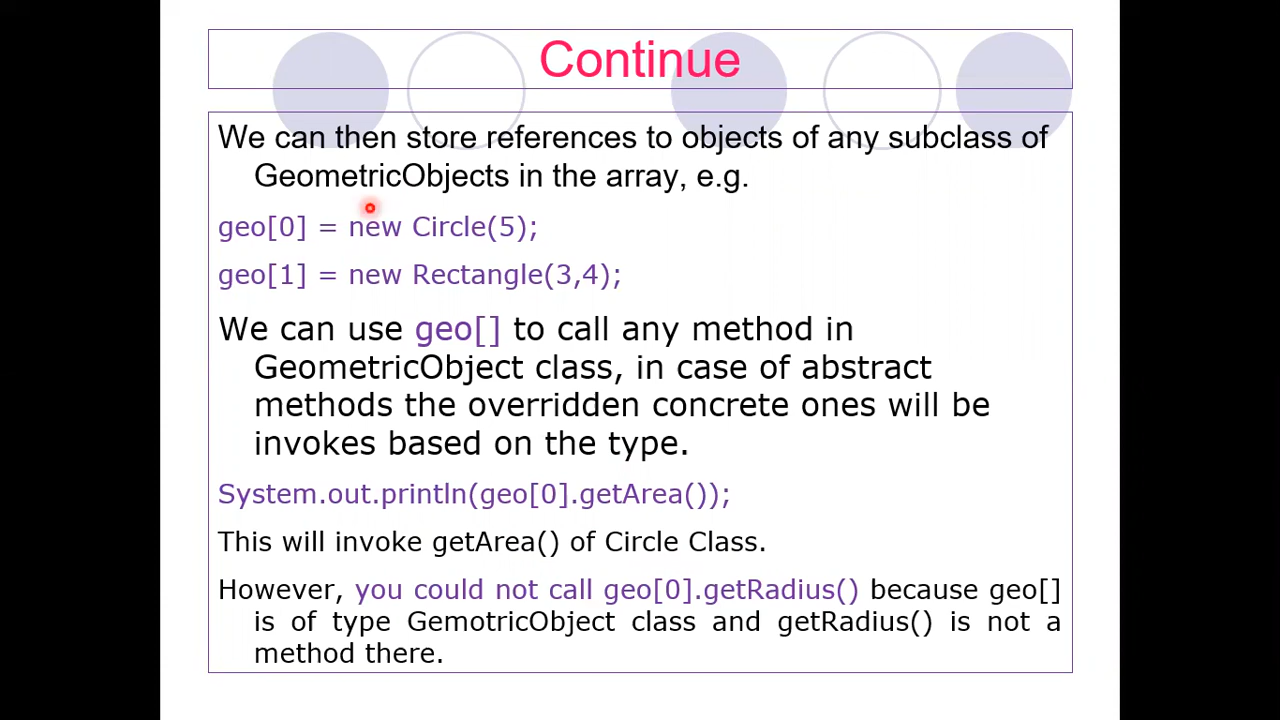 Continue
We can then store references to objects of any subclass of
GeometricObjects in the array, e.g.
geo[0] = new Circle(5);
geo[1] = new Rectangle(3,4);
We can use geo[] to call any method in
GeometricObject class, in case of abstract
methods the overridden concrete ones will be
invokes based on the type.
System.out.println(geo[0].getArea());
This will invoke getArea() of Circle Class.
However, you could not call geo[0].getRadius() because geo[]
is of type GemotricObject class and getRadius() is not a
method there.